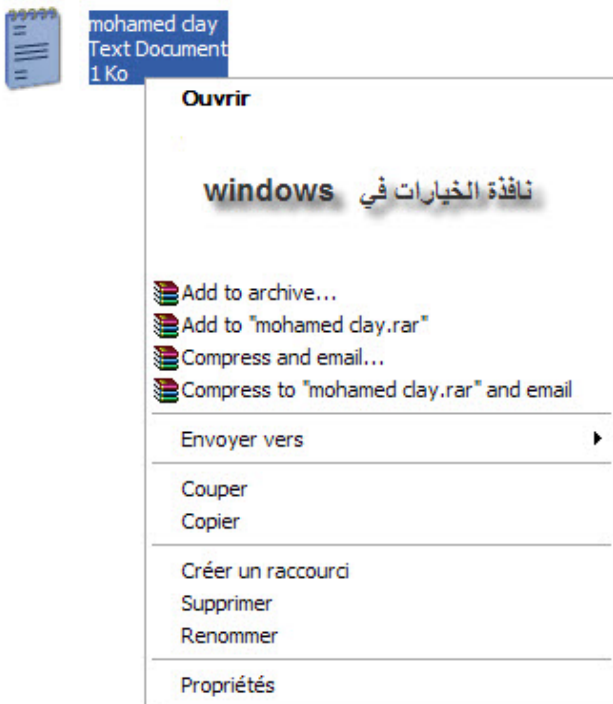 mohamed clay
Text Document
1 Ko
Ouvrir
نافذة الخيارات في windows
Add to archive...
Add to "mohamed clay.rar"
Compress and email...
Compress to "mohamed clay.rar" and email
Envoyer vers
Couper
Copier
Créer un raccourci
Supprimer
Renommer
Propriétés